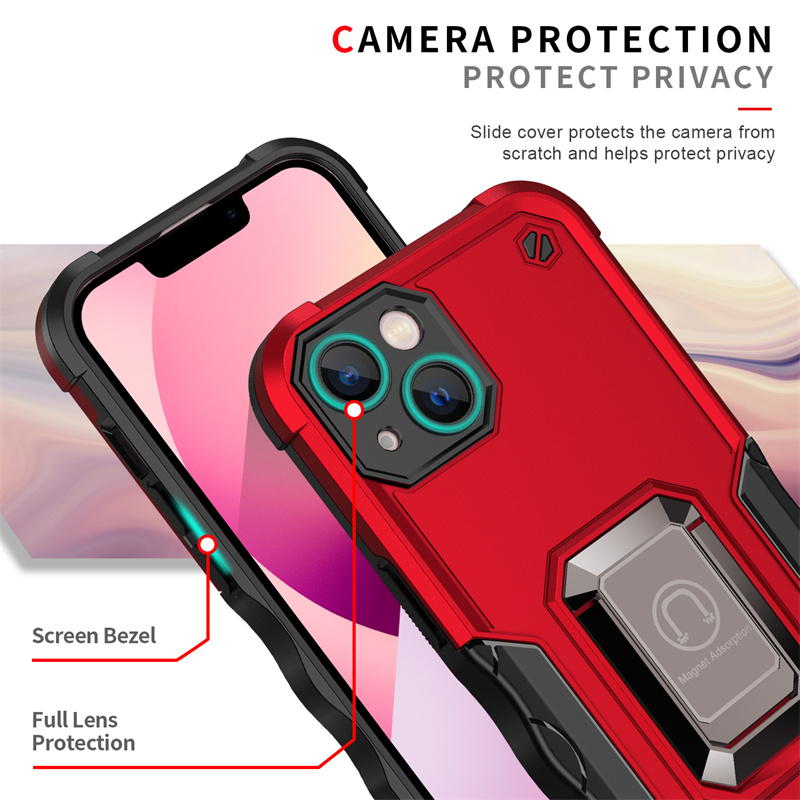 CAMERA PROTECTION
PROTECT PRIVACY
Slide cover protects the camera from
scratch and helps protect privacy
Screen Bezel
Full Lens
Protection
Magnet Adsorption